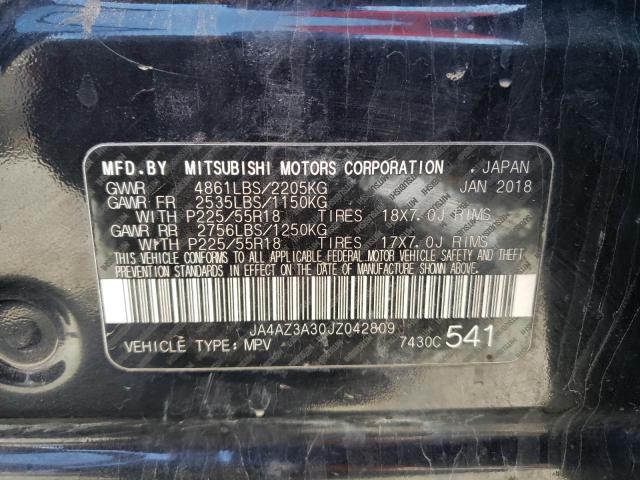 MFD.BY MITSUBISHI MOTORS CORPORATION , JAPAN
GVWR 4861LBS/2205KG JAN 2018
GAWR FR 2535LBS/1150KG
WITH P225/55R18 TIRES 18X7.0J RIMS
GAWR RR 2756LBS/1250KG
WITH P225/55R18 TIRES 17X7.0J RIMS
THIS VEHICLE CONFORMS TO ALL APPLICABLE FEDERAL MOTOR VEHICLE SAFETY AND THEFT
PREVENTION STANDARDS IN EFFECT ON THE DATE OF MANUFACTURE SHOWN ABOVE.
JA4AZ3A30JZ042809
VEHICLE TYPE: MPV 7430C 541